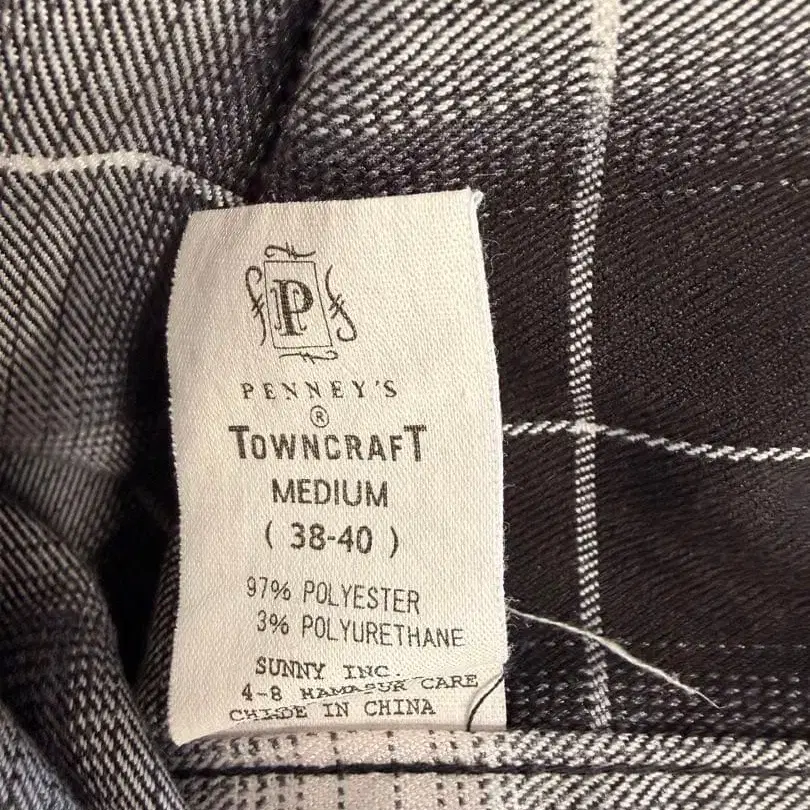 P
PENNEY'S
®
TOWNCRAFT
MEDIUM
( 38-40 )
97% POLYESTER
3% POLYURETHANE
SUNNY INC.
4-8 CARE
IN CHINA